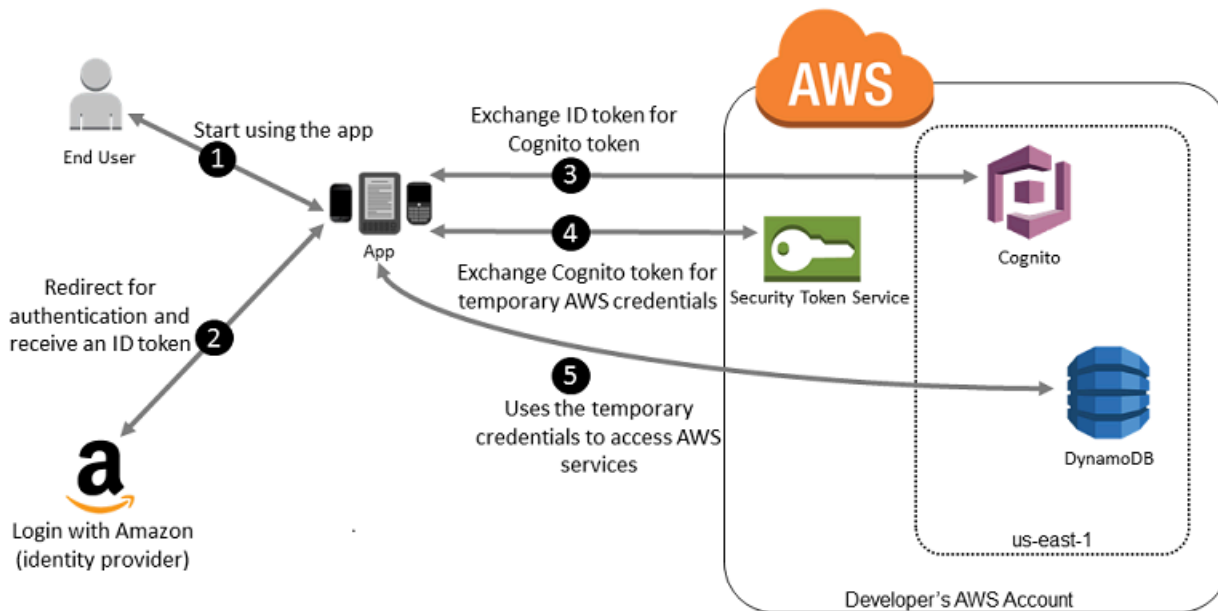 AWS
End User
Start using the app
1
Exchange ID token for
Cognito token
3
App
4
Exchange Cognito token for
temporary AWS credentials
Security Token Service
Cognito
Redirect for
authentication and
receive an ID token
2
5
Uses the temporary
credentials to access AWS
services
DynamoDB
a
Login with Amazon
(identity provider)
us-east-1
Developer's AWS Account